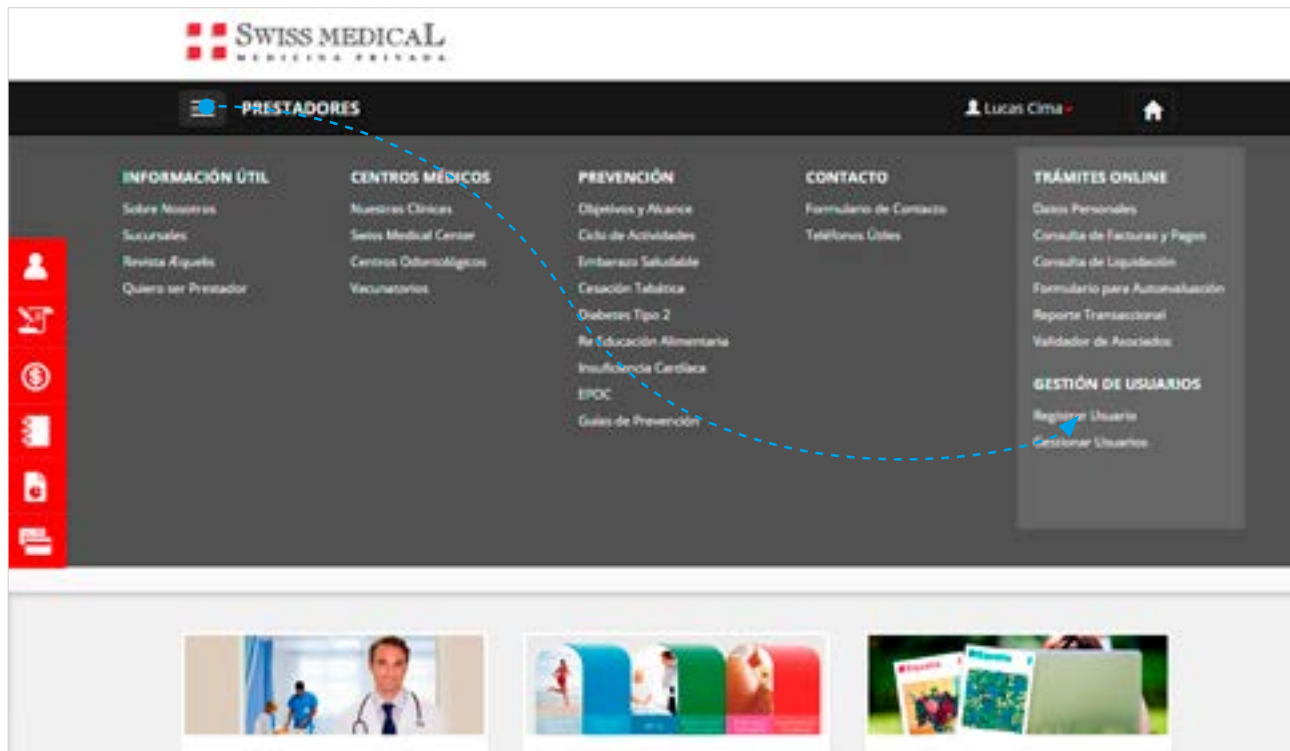 SWISS MEDICAL
MEDICINA PRIVADA
PRESTADORES
Lucas Cima
INFORMACIÓN ÚTIL
Sobre Nosotros
Sucursales
Revista Æquelis
Quiero ser Prestador
CENTROS MÉDICOS
Nuestras Clínicas
Swiss Medical Center
Centros Odontológicos
Vacunatorios
PREVENCIÓN
Objetivos y Alcance
Ciclo de Actividades
Embarazo Saludable
Cesación Tabática
Diabetes Tipo 2
Re Educación Alimentaria
Insuficiencia Cardíaca
EPOC
Guías de Prevención
CONTACTO
Formulario de Contacto
Teléfonos Útiles
TRÁMITES ONLINE
Datos Personales
Consulta de Facturas y Pagos
Consulta de Liquidación
Formulario para Autoevaluación
Reporte Transaccional
Validador de Asociados
GESTIÓN DE USUARIOS
Registrar Usuario
Gestionar Usuarios